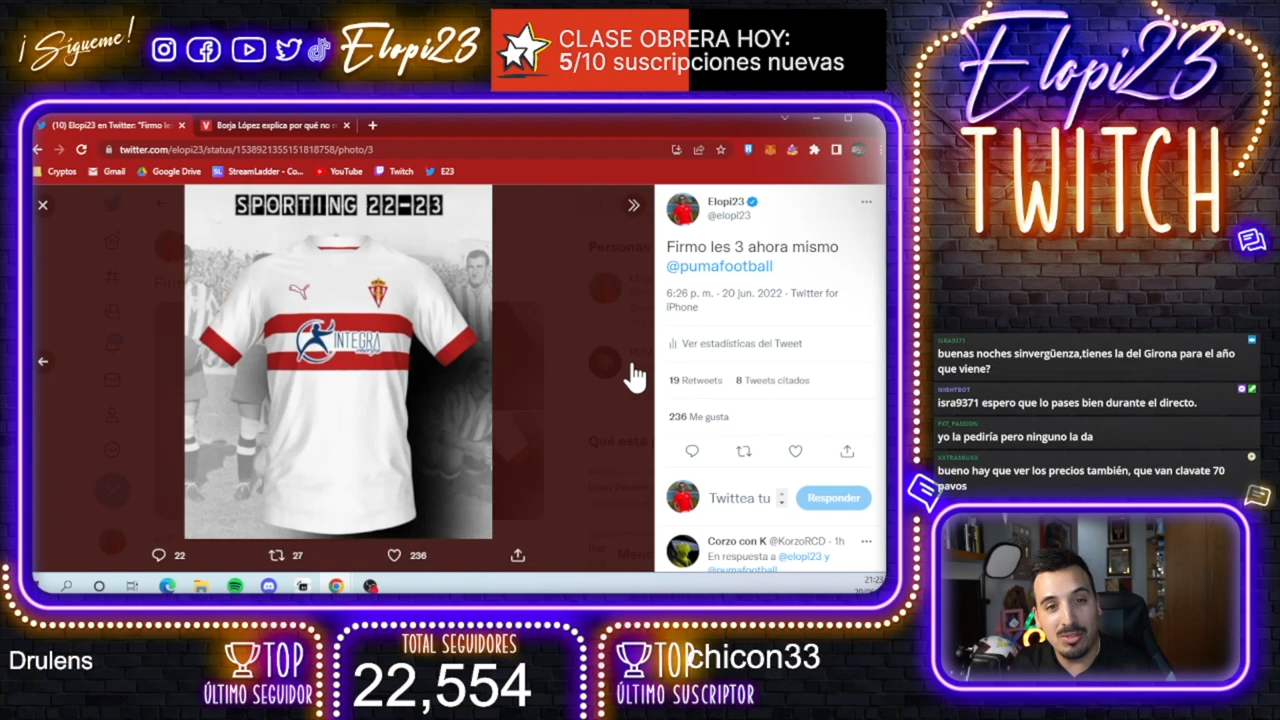 ¡ Sígueme!
Elopi23
CLASE OBRERA HOY:
5/10 suscripciones nuevas
Elopi23
TWITCH
(10) Elopi23 en Twitter: "Firmo le
Borja López explica por qué no
twitter.com/elopi23/status/1538921355151818758/photo/3
Cryptos
Gmail
Google Drive
StreamLadder - Co...
YouTube
Twitch
E23
SPORTING 22-23
INTEGRA
Elopi23
@elopi23
Firmo les 3 ahora mismo
@pumafootball
6:26 p. m. · 20 jun. 2022 · Twitter for
iPhone
Ver estadísticas del Tweet
19 Retweets 8 Tweets citados
236 Me gusta
Twittea tu
Responder
Corzo con K @KorzoRCD · 1h
En respuesta a @elopi23 y
@pumafootball
22
27
236
21:23
ISRA9371
buenas noches sinvergüenza,tienes la del Girona para el año
que viene?
NIGHTBOT
isra9371 espero que lo pases bien durante el directo.
FXT_PASSION
yo la pediría pero ninguno la da
XXTRASGUXX
bueno hay que ver los precios también, que van clavate 70
pavos
Drulens
TOP
ÚLTIMO SEGUIDOR
TOTAL SEGUIDORES
22,554
TOP
chicon33
ÚLTIMO SUSCRIPTOR